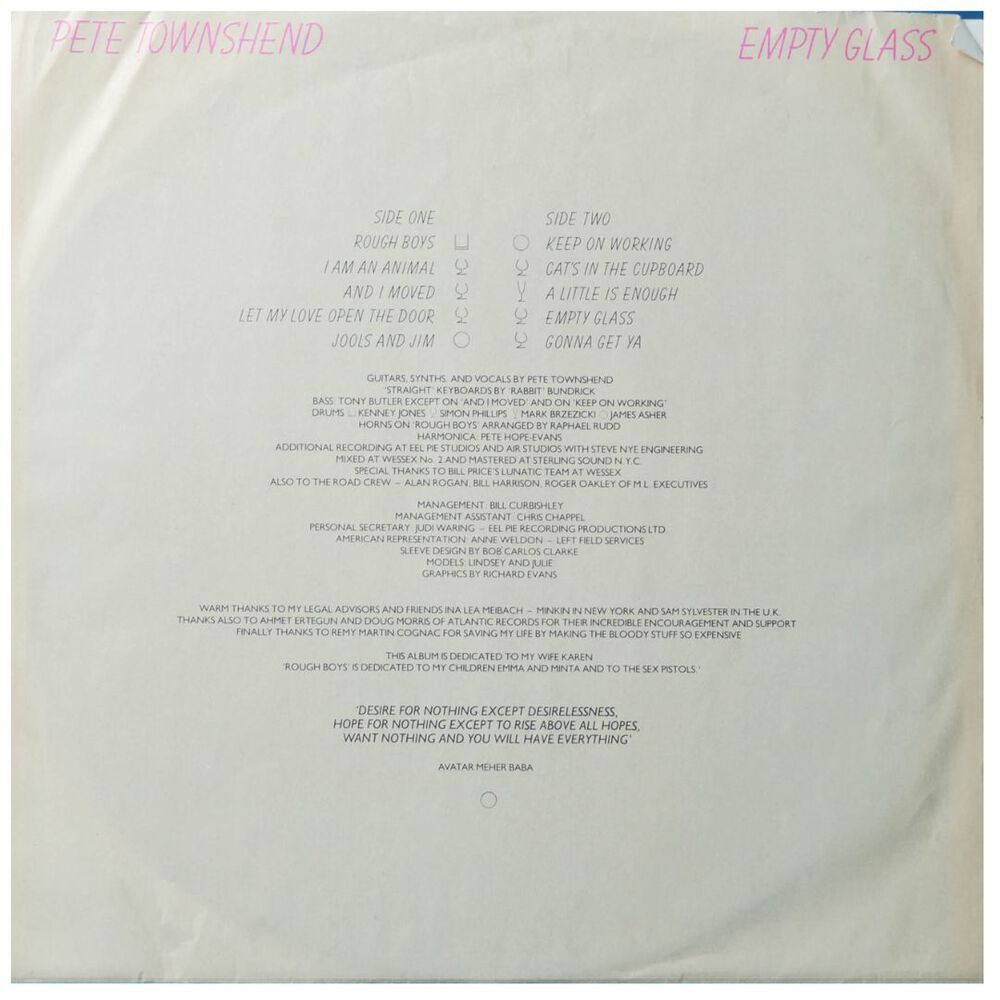 PETE TOWNSHEND
EMPTY GLASS
SIDE ONE
ROUGH BOYS
I AM AN ANIMAL
AND I MOVED
LET MY LOVE OPEN THE DOOR
JOOLS AND JIM
SIDE TWO
KEEP ON WORKING
CAT'S IN THE CUPBOARD
A LITTLE IS ENOUGH
EMPTY GLASS
GONNA GET YA
GUITARS, SYNTHS AND VOCALS BY PETE TOWNSHEND
'STRAIGHT' KEYBOARDS BY 'RABBIT' BUNDRICK
BASS TONY BUTLER EXCEPT ON 'AND I MOVED' AND ON 'KEEP ON WORKING'
DRUMS KENNEY JONES SIMON PHILLIPS MARK BRZEZICKI JAMES ASHER
HORNS ON 'ROUGH BOYS' ARRANGED BY RAPHAEL RUDD
HARMONICA: PETE HOPE-EVANS
ADDITIONAL RECORDING AT EEL PIE STUDIOS AND AIR STUDIOS WITH STEVE NYE ENGINEERING
MIXED AT WESSEX No. 2 AND MASTERED AT STERLING SOUND N.Y.C.
SPECIAL THANKS TO BILL PRICE'S LUNATIC TEAM AT WESSEX
ALSO TO THE ROAD CREW – ALAN ROGAN, BILL HARRISON, ROGER OAKLEY OF M.L. EXECUTIVES
MANAGEMENT: BILL CURBISHLEY
MANAGEMENT ASSISTANT: CHRIS CHAPPEL
PERSONAL SECRETARY: JUDI WARING – EEL PIE RECORDING PRODUCTIONS LTD
AMERICAN REPRESENTATION: ANNE WELDON – LEFT FIELD SERVICES
SLEEVE DESIGN BY BOB CARLOS CLARKE
MODELS: LINDSEY AND JULIE
GRAPHICS BY RICHARD EVANS
WARM THANKS TO MY LEGAL ADVISORS AND FRIENDS INA LEA MEIBACH – MINKIN IN NEW YORK AND SAM SYLVESTER IN THE U.K.
THANKS ALSO TO AHMET ERTEGUN AND DOUG MORRIS OF ATLANTIC RECORDS FOR THEIR INCREDIBLE ENCOURAGEMENT AND SUPPORT
FINALLY THANKS TO REMY MARTIN COGNAC FOR SAVING MY LIFE BY MAKING THE BLOODY STUFF SO EXPENSIVE
THIS ALBUM IS DEDICATED TO MY WIFE KAREN
'ROUGH BOYS' IS DEDICATED TO MY CHILDREN EMMA AND MINTA AND TO THE SEX PISTOLS.'
'DESIRE FOR NOTHING EXCEPT DESIRELESSNESS,
HOPE FOR NOTHING EXCEPT TO RISE ABOVE ALL HOPES,
WANT NOTHING AND YOU WILL HAVE EVERYTHING'
AVATAR MEHER BABA